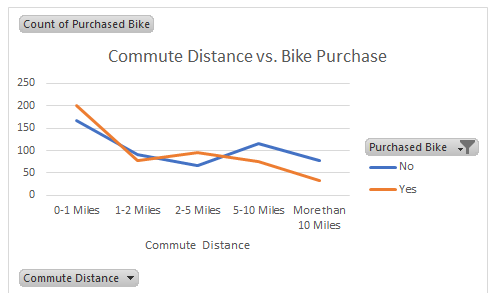 Count of Purchased Bike
Commute Distance vs. Bike Purchase
250
200
150
100
50
0
0-1 Miles
1-2 Miles
2-5 Miles
5-10 Miles
More than
10 Miles
Commute Distance
Purchased Bike
No
Yes
Commute Distance